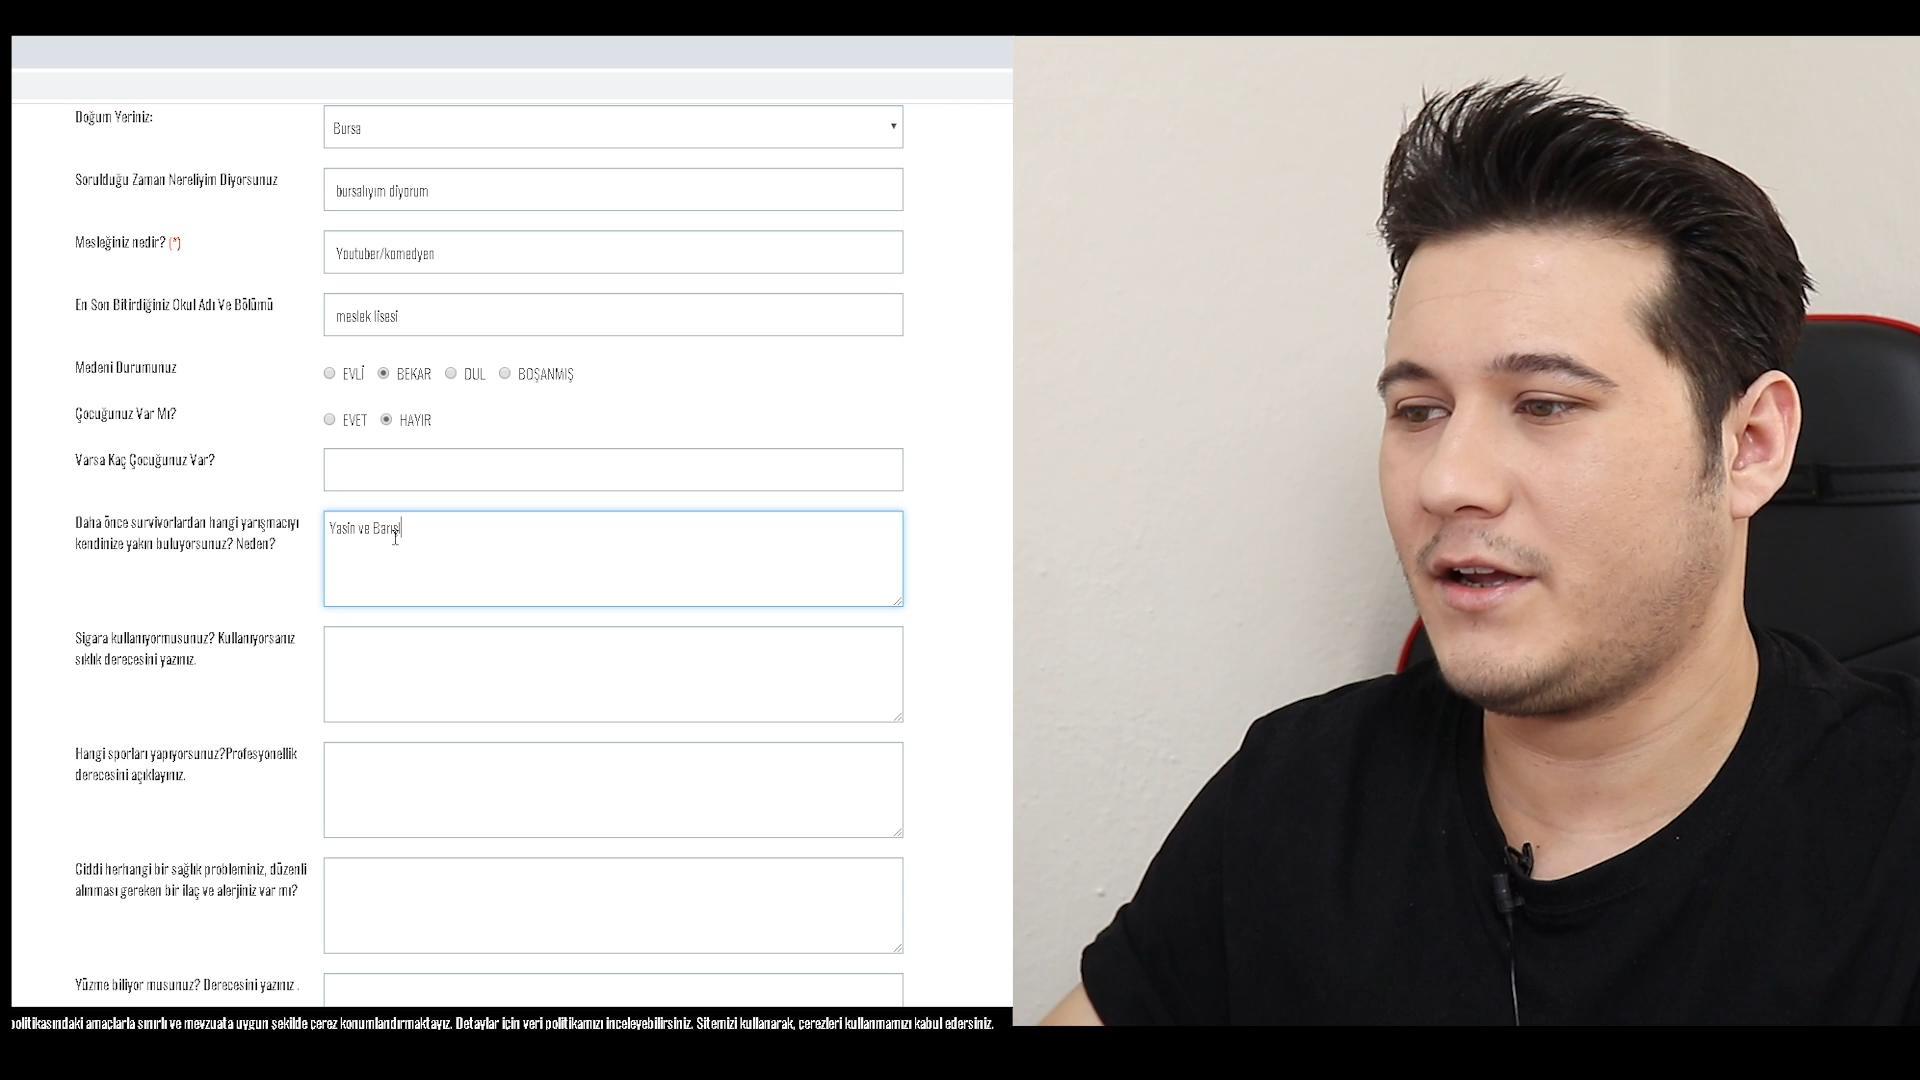 Doğum Yeriniz:
Bursa
Sorulduğu Zaman Nereliyim Diyorsunuz
bursalıyım diyorum
Mesleğiniz nedir? (*)
Youtuber/komedyen
En Son Bitirdiğiniz Okul Adı Ve Bölümü
meslek lisesi
Medeni Durumunuz
EVLİ BEKAR DUL BOŞANMIŞ
Çocuğunuz Var Mı?
EVET HAYIR
Varsa Kaç Çocuğunuz Var?
Daha önce survivorlardan hangi yarışmacıyı
kendinize yakın buluyorsunuz? Neden?
Yasin ve
Sigara kullanıyormusunuz? Kullanıyorsanız
sıklık derecesini yazınız.
Hangi sporları yapıyorsunuz?Profesyonellik
derecesini açıklayınız.
Ciddi herhangi bir sağlık probleminiz, düzenli
alınması gereken bir ilaç ve alerjiniz var mı?
Yüzme biliyor musunuz? Derecesini yazınız .
olitikasındaki amaçlarla sınırlı ve mevzuata uygun şekilde çerez konumlandırmaktayız. Detaylar için veri politikamızı inceleyebilirsiniz. Sitemizi kullanarak, çerezleri kullanmamızı kabul edersiniz.